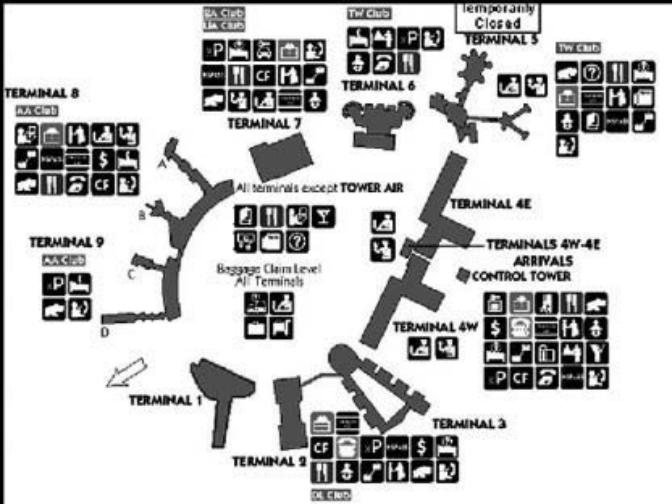 BA Club
UA Club
TERMINAL 7
TW Club
TERMINAL 6
Temporarily
Closed
TERMINAL 5
TW Club
TERMINAL 8
AA Club
A
B
C
D
TERMINAL 9
AA Club
All terminals except TOWER AIR
Baggage Claim Level
All Terminals
TERMINAL 4E
TERMINALS 4W-4E
ARRIVALS
CONTROL TOWER
TERMINAL 4W
TERMINAL 1
TERMINAL 2
TERMINAL 3
DL Club